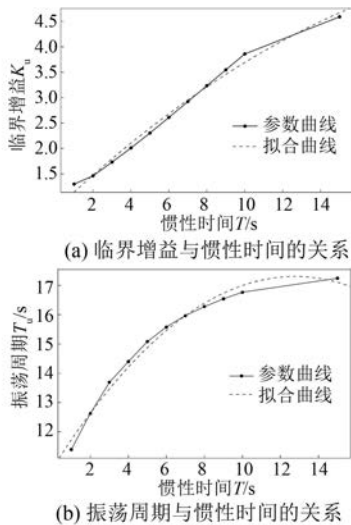 4.5
4.0
3.5
3.0
2.5
2.0
1.5
临界增益Ku
参数曲线
拟合曲线
2 4 6 8 10 12 14
惯性时间T/s
(a) 临界增益与惯性时间的关系
17
16
15
14
13
12
振荡周期Tu/s
参数曲线
拟合曲线
0 2 4 6 8 10 12 14
惯性时间T/s
(b) 振荡周期与惯性时间的关系